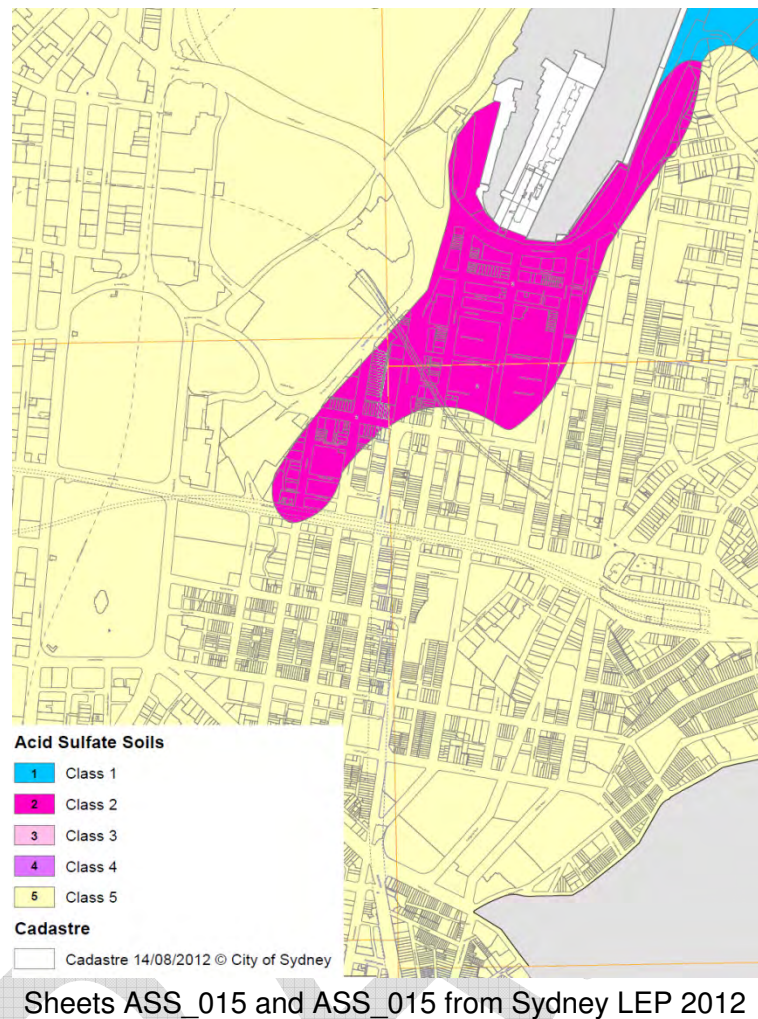 Acid Sulfate Soils
1 Class 1
2 Class 2
3 Class 3
4 Class 4
5 Class 5
Cadastre
Cadastre 14/08/2012 © City of Sydney
Sheets ASS_015 and ASS_015 from Sydney LEP 2012